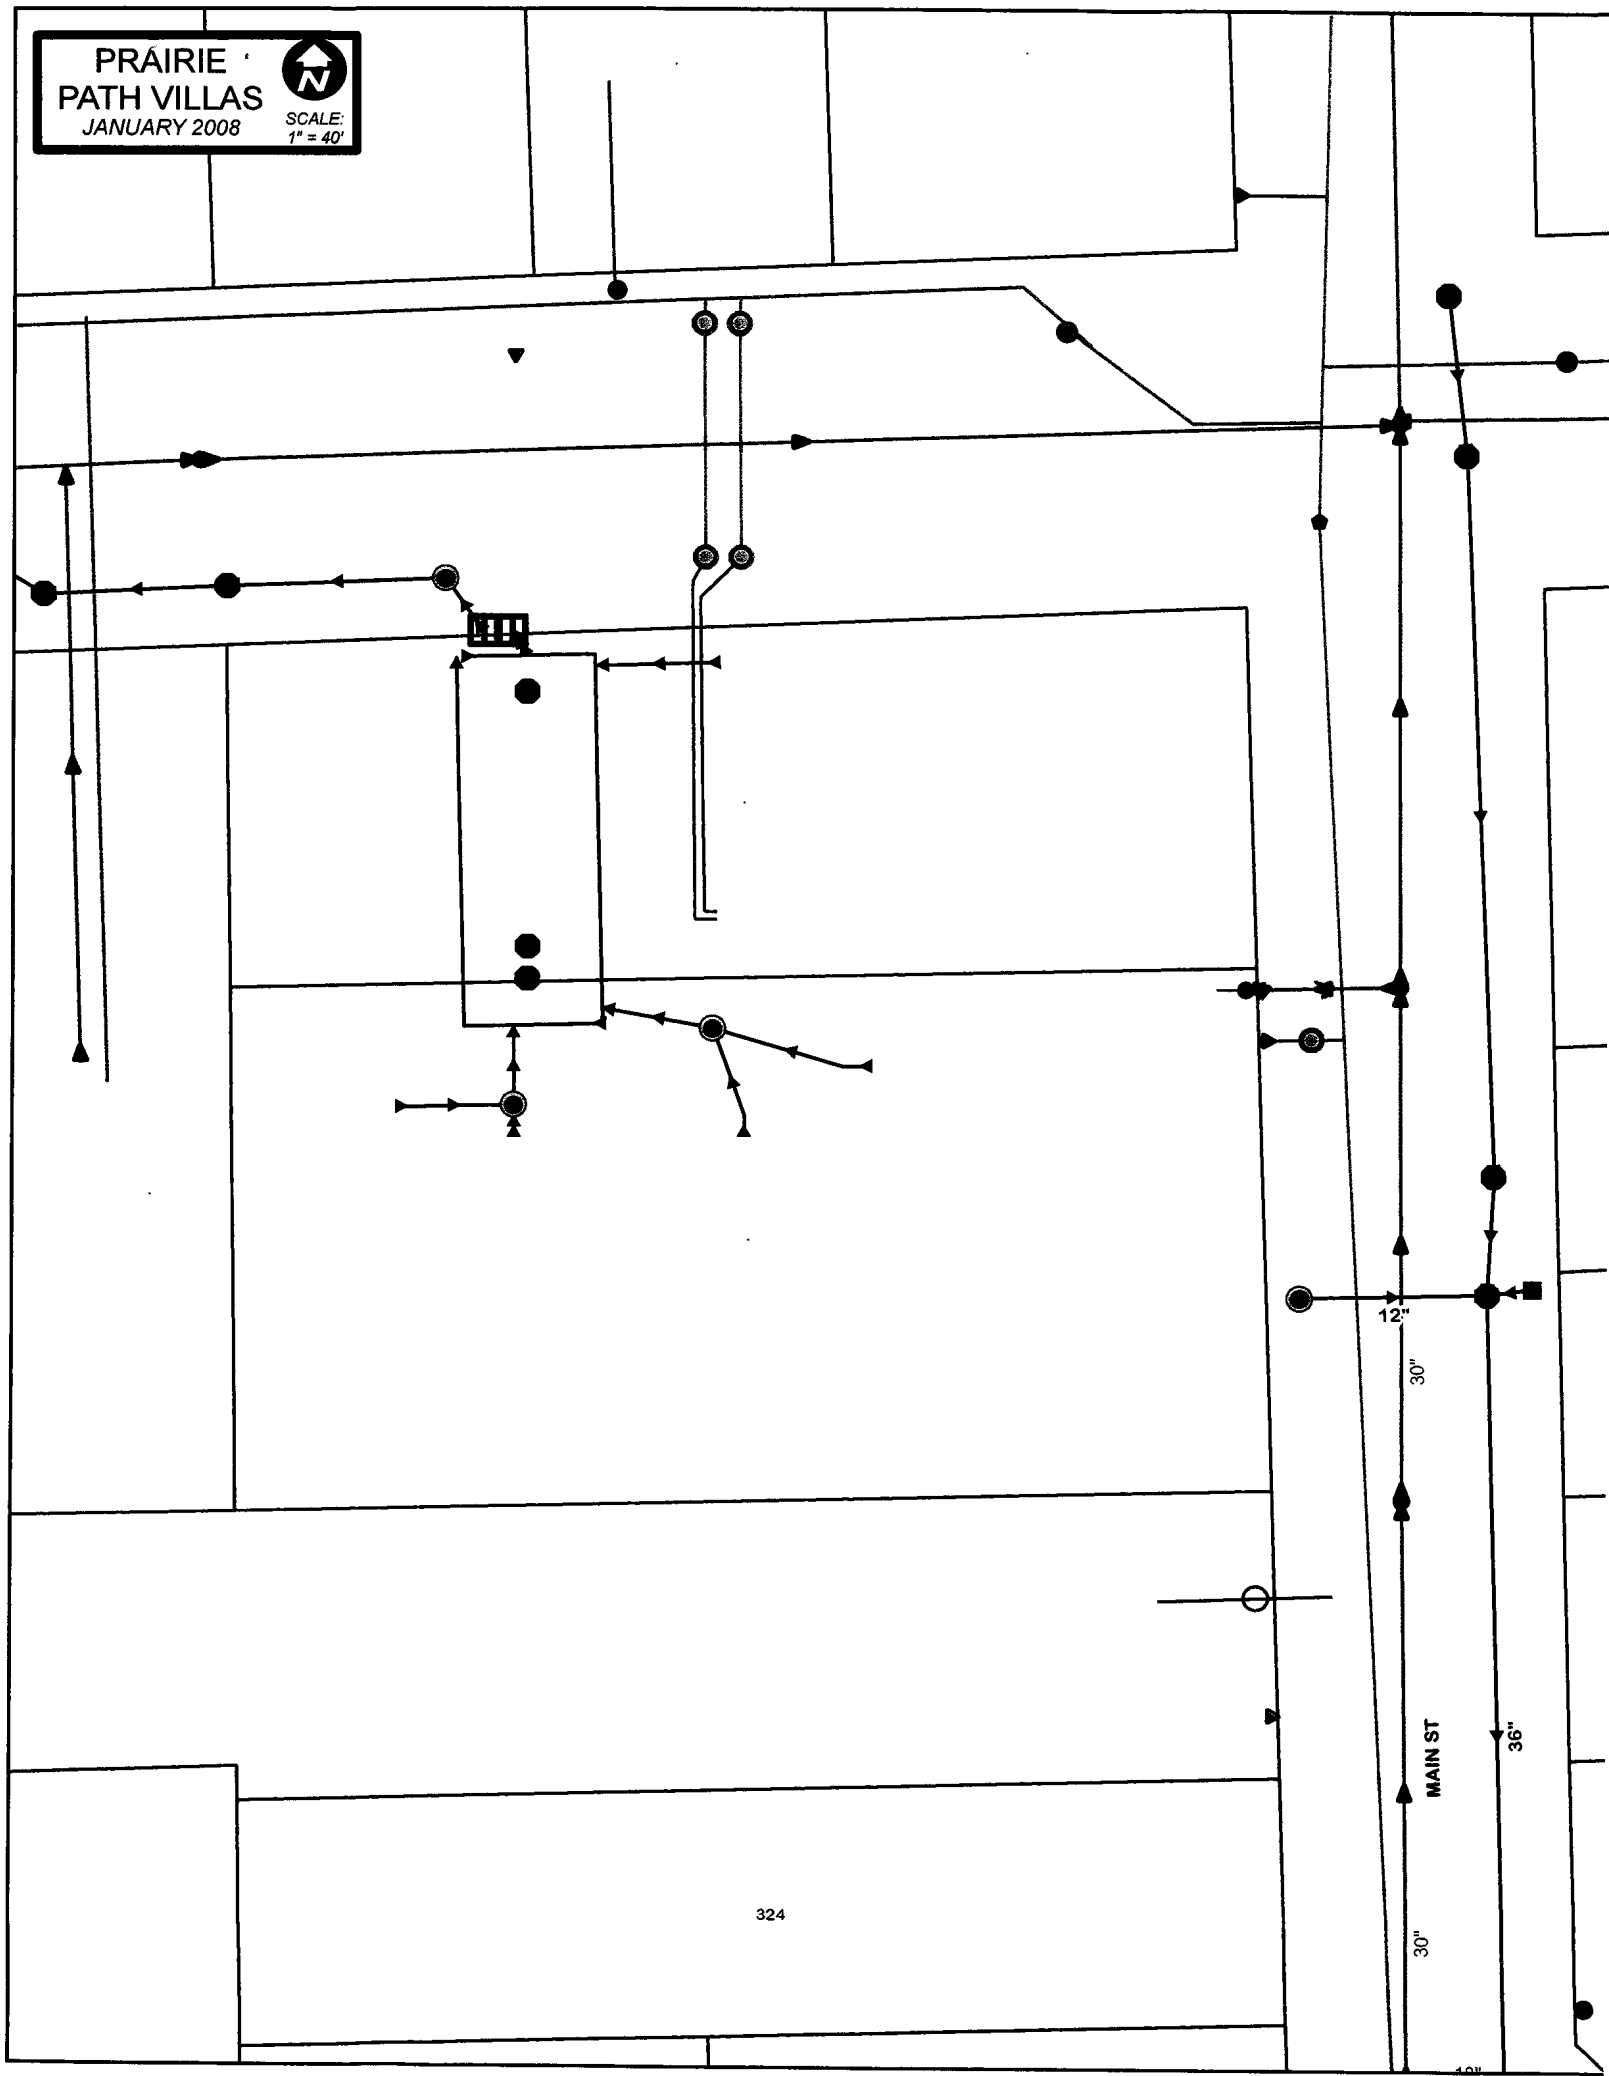 PRAIRIE
PATH VILLAS
JANUARY 2008
N
SCALE:
1" = 40'
12"
30"
MAIN ST
36"
324
30"